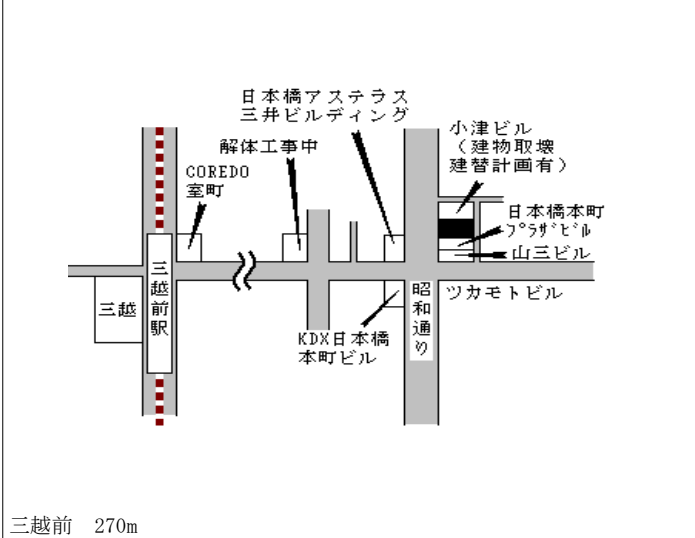 日本橋アステラス
三井ビルディング
小津ビル
（建物取壊
建替計画有）
解体工事中
COREDO
室町
日本橋本町
ﾌﾟﾗｻﾞﾋﾞﾙ
山三ビル
三越前駅
三越
昭和通り
ツカモトビル
KDX日本橋
本町ビル
三越前　270m